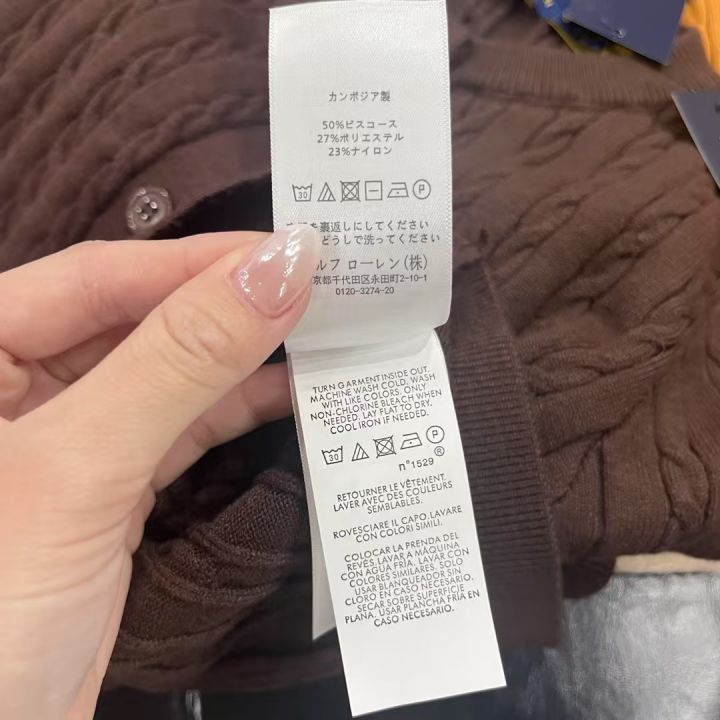 カンボジア製
50%ビスコース
27%ポリエステル
23%ナイロン
30
P
を裏返しにしてください
どうしで洗ってください
ルフ ローレン(株)
京都千代田区永田町2-10-1
0120-3274-20
TURN GARMENT INSIDE OUT.
MACHINE WASH COLD, WASH
WITH LIKE COLORS. ONLY
NON-CHLORINE BLEACH WHEN
NEEDED. LAY FLAT TO DRY.
COOL IRON IF NEEDED.
30
P
n°1529 ®
RETOURNER LE VÊTEMENT.
LAVER AVEC DES COULEURS
SEMBLABLES.
ROVESCIARE IL CAPO. LAVARE
CON COLORI SIMILI.
COLOCAR LA PRENDA DEL
REVÉS. LAVAR A MÁQUINA
CON AGUA FRÍA. LAVAR CON
COLORES SIMILARES. SOLO
USAR BLANQUEADOR SIN
CLORO EN CASO NECESARIO.
SECAR SOBRE SUPERFICIE
PLANA. USAR PLANCHA FRÍA EN
CASO NECESARIO.